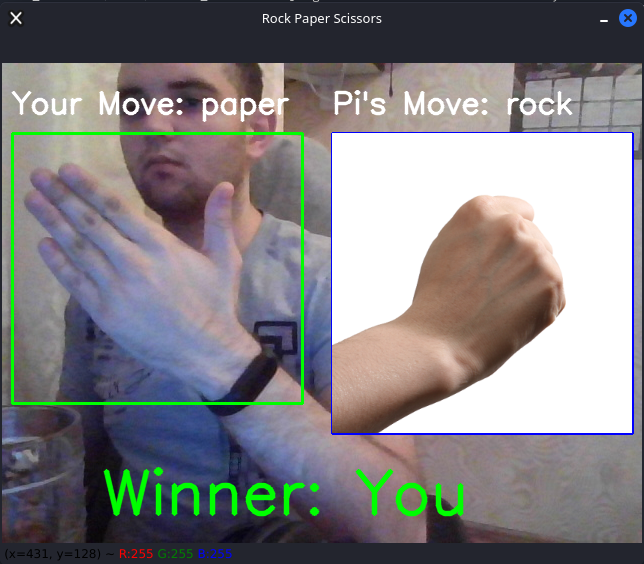 Rock Paper Scissors
Your Move: paper
Pi's Move: rock
Winner: You
(x=431, y=128) ~ R:255 G:255 B:255